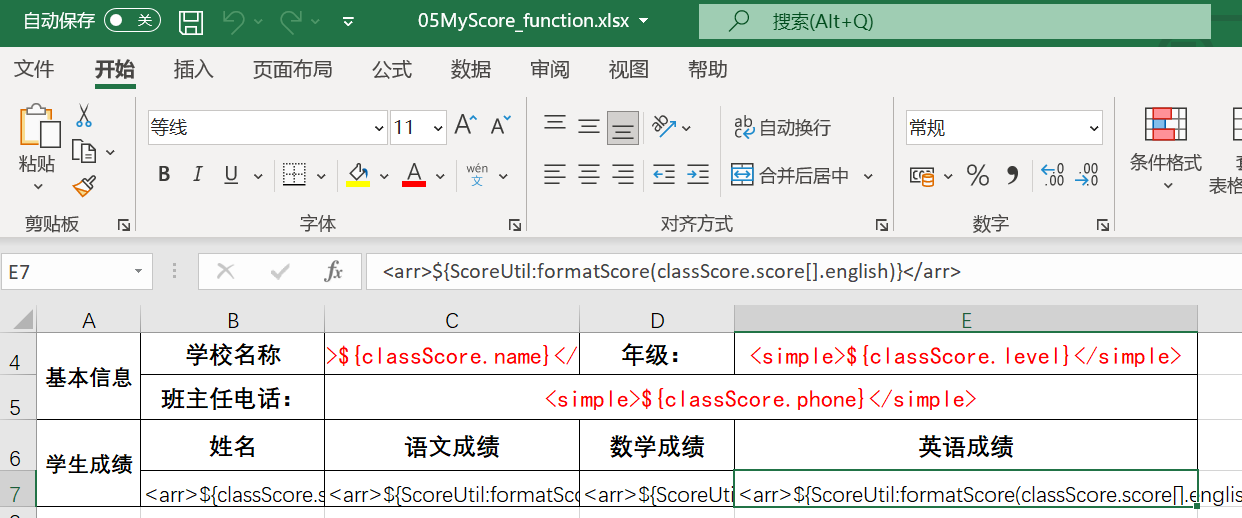 自动保存 关 05MyScore_function.xlsx 搜索(Alt+Q)
文件 开始 插入 页面布局 公式 数据 审阅 视图 帮助
等线 11 ab 自动换行 常规
粘贴 B I U A wén 文 合并后居中 % .00 .00 条件格式
表格格
剪贴板 字体 对齐方式 数字
E7 fx <arr>${ScoreUtil:formatScore(classScore.score[].english)}</arr>
A B C D E
4 基本信息 学校名称 >${classScore.name}</ 年级： <simple>${classScore.level}</simple>
5 班主任电话： <simple>${classScore.phone}</simple>
6 学生成绩 姓名 语文成绩 数学成绩 英语成绩
7 <arr>${classScore.s <arr>${ScoreUtil:formatSco <arr>${ScoreUti <arr>${ScoreUtil:formatScore(classScore.score[].englis